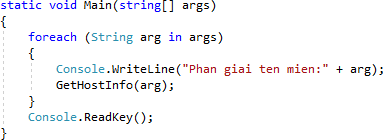 static void Main(string[] args)
{
    foreach (String arg in args)
    {
        Console.WriteLine("Phan giai ten mien:" + arg);
        GetHostInfo(arg);
    }
    Console.ReadKey();
}